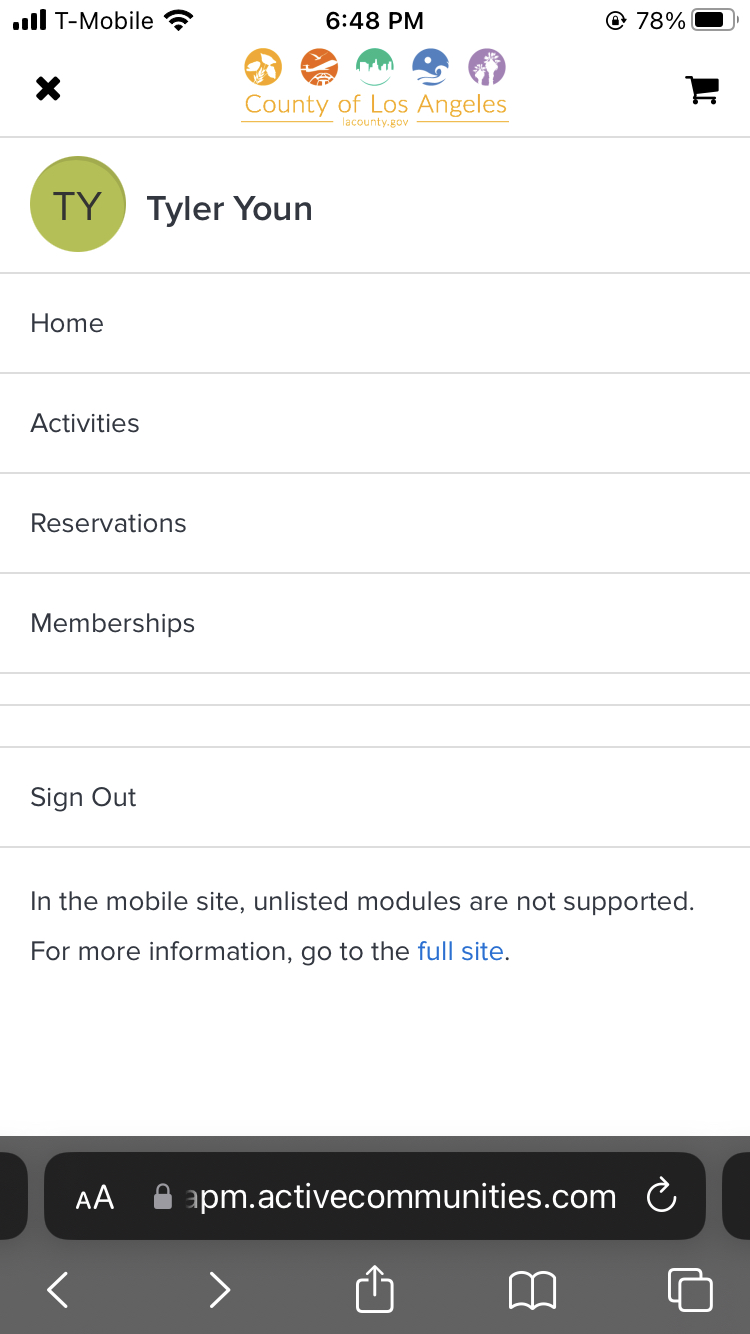 T-Mobile 6:48 PM 78%
County of Los Angeles
lacounty.gov
TY Tyler Youn
Home
Activities
Reservations
Memberships
Sign Out
In the mobile site, unlisted modules are not supported.
For more information, go to the full site.
AA apm.activecommunities.com